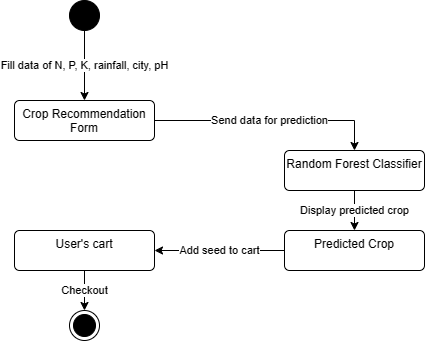 Fill data of N, P, K, rainfall, city, pH
Crop Recommendation
Form
Send data for prediction
Random Forest Classifier
Display predicted crop
Predicted Crop
Add seed to cart
User's cart
Checkout